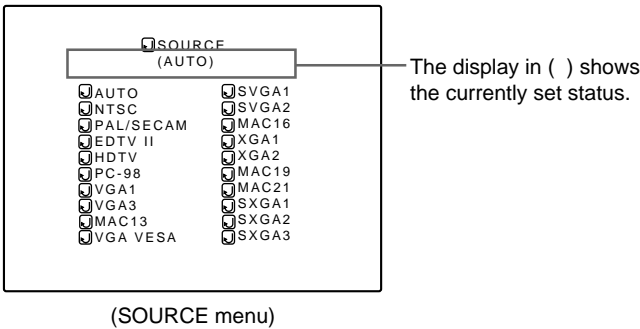 SOURCE
(AUTO)
AUTO
NTSC
PAL/SECAM
EDTV II
HDTV
PC-98
VGA1
VGA3
MAC13
VGA VESA
SVGA1
SVGA2
MAC16
XGA1
XGA2
MAC19
MAC21
SXGA1
SXGA2
SXGA3
The display in ( ) shows
the currently set status.
(SOURCE menu)